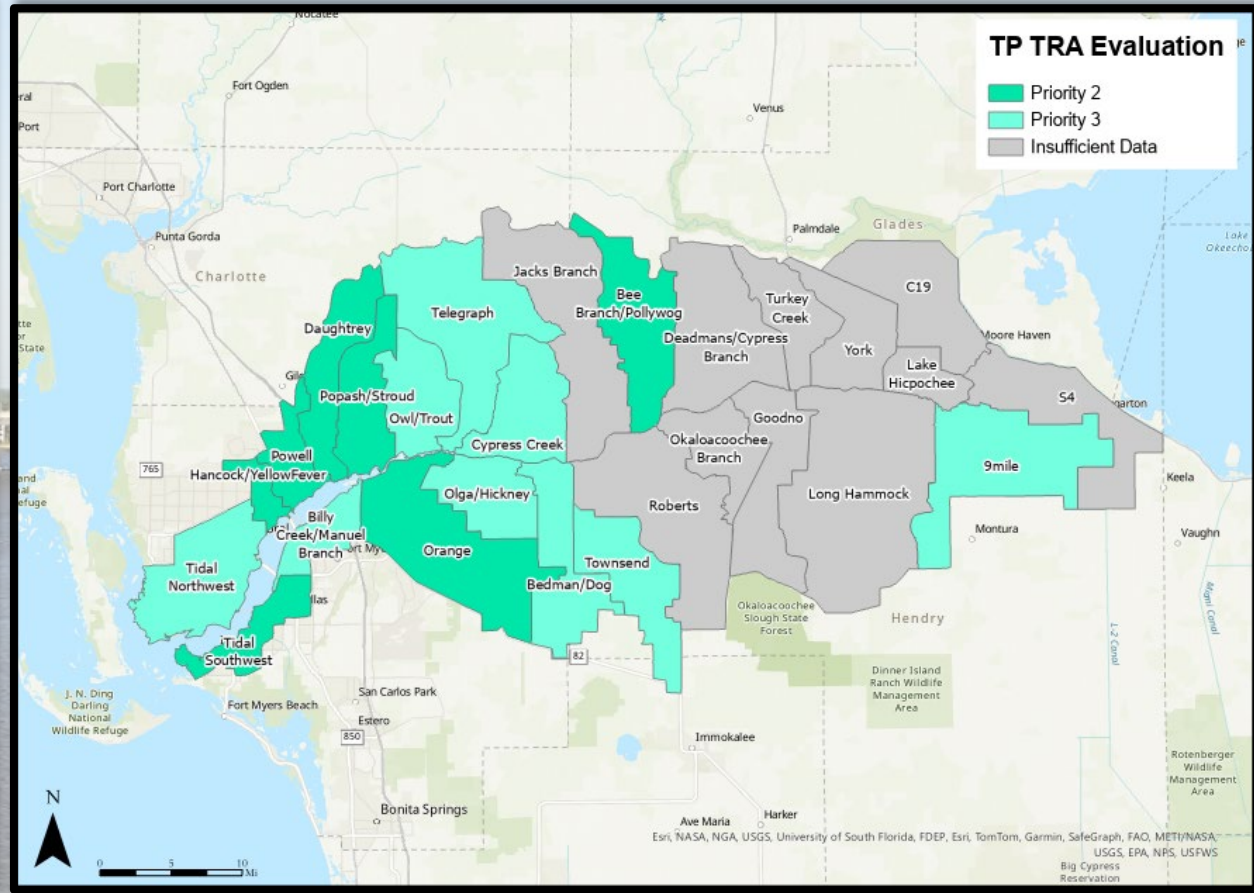 TP TRA Evaluation
Priority 2
Priority 3
Insufficient Data
Nocatee
Fort Ogden
Venus
Port
Port Charlotte
Punta Gorda
Charlotte
Palmdale
Glades
Lake
Jacks Branch
C19
Bee
Branch/Pollywog
Turkey
Creek
Telegraph
Daughtrey
Deadmans/Cypress
Branch
York
Moore Haven
Lake
Hicpochee
S4
Popash/Stroud
Owl/Trout
Goodno
Cypress Creek
Okaloacoochee
Branch
Powell
Hancock/YellowFever
765
9mile
Keela
Olga/Hickney
Long Hammock
Roberts
Billy
Creek/Manuel
Branch
Orange
Montura
Vaughn
Townsend
Tidal
Northwest
Bedman/Dog
Okaloacoochee
Slough State
Forest
Hendry
Tidal
Southwest
82
L-2 Canal
Miami Canal
Dinner Island
Ranch Wildlife
Management
Area
J. N. Ding
Darling
National
Wildlife Refuge
San Carlos Park
Fort Myers Beach
Estero
850
Immokalee
Rotenberger
Wildlife
Management
Area
N
Bonita Springs
Ave Maria
Harker
0 5 10
Mi
Esri, NASA, NGA, USGS, University of South Florida, FDEP, Esri, TomTom, Garmin, SafeGraph, FAO, METI/NASA,
USGS, EPA, NPS, USFWS
Big Cypress
Reservation